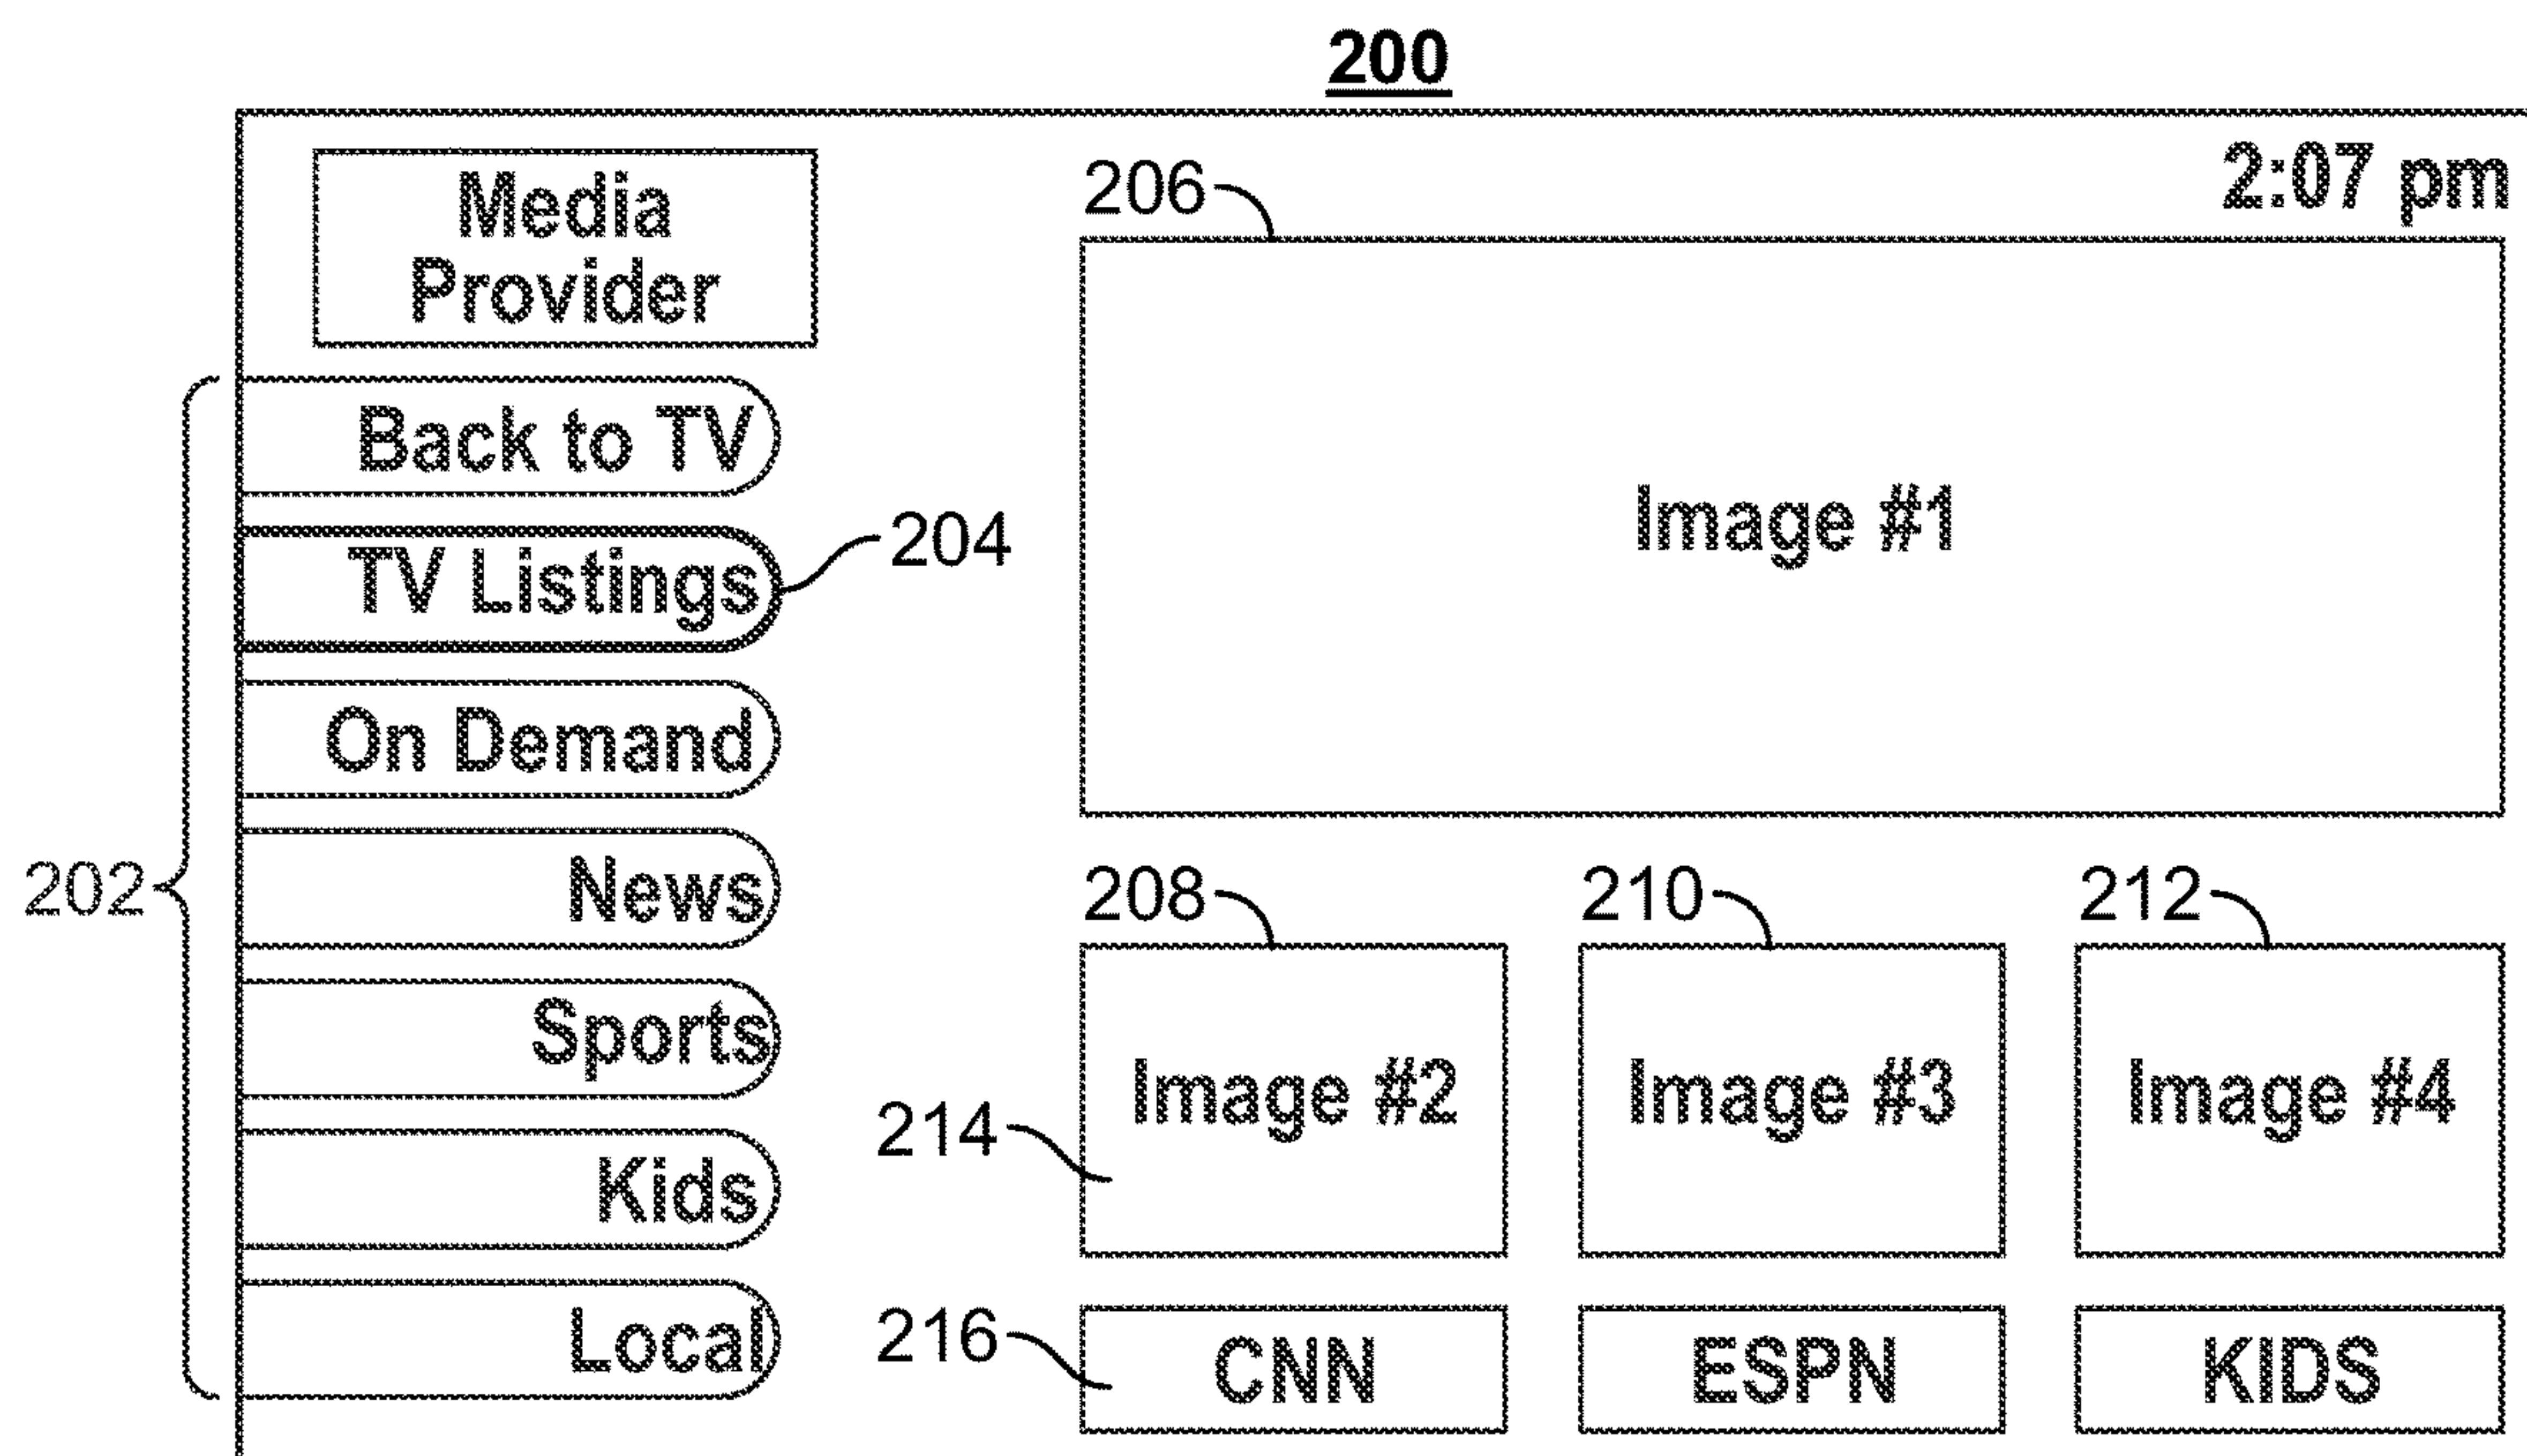 200
2:07 pm
Media
Provider
206
Back to TV
Image #1
TV Listings
204
On Demand
202
News
208
210
212
Sports
Image #2
Image #3
Image #4
214
Kids
216
Local
CNN
ESPN
KIDS